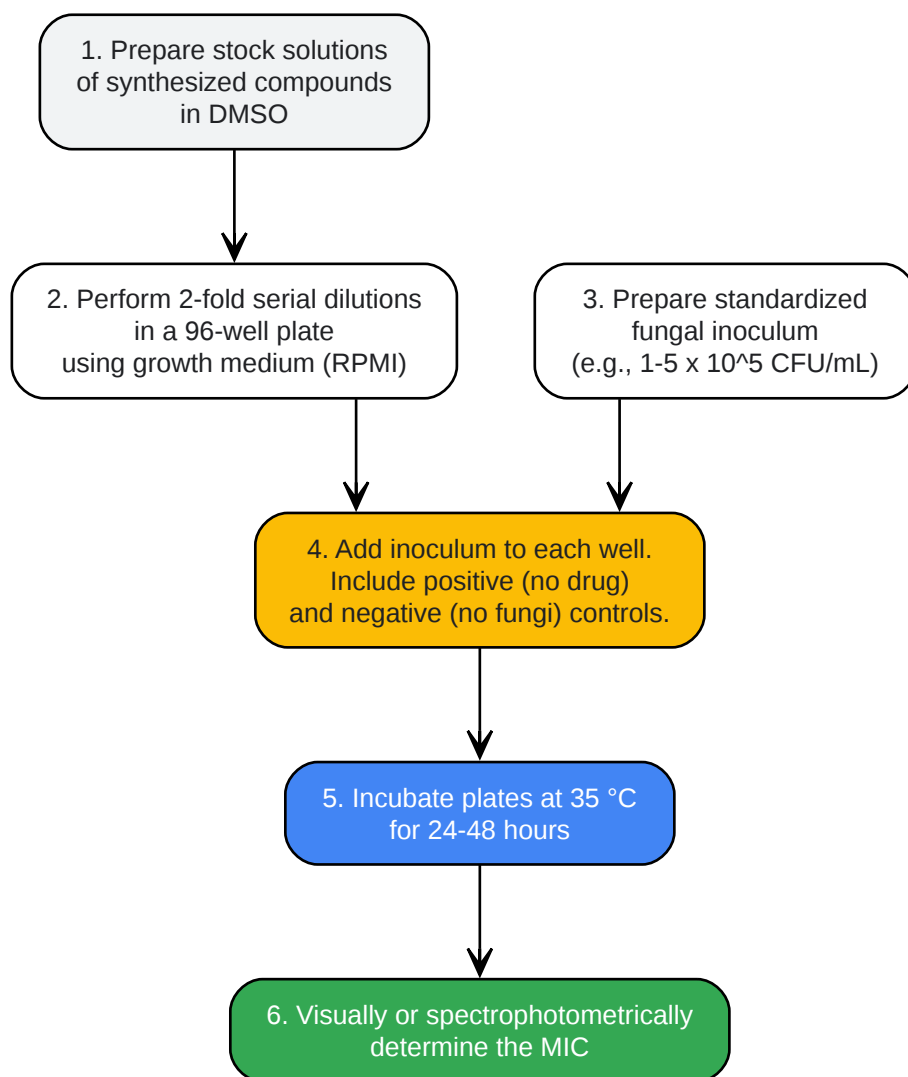 1. Prepare stock solutions
of synthesized compounds
in DMSO
2. Perform 2-fold serial dilutions
in a 96-well plate
using growth medium (RPMI)
3. Prepare standardized
fungal inoculum
(e.g., 1-5 x 10^5 CFU/mL)
4. Add inoculum to each well.
Include positive (no drug)
and negative (no fungi) controls.
5. Incubate plates at 35 °C
for 24-48 hours
6. Visually or spectrophotometrically
determine the MIC